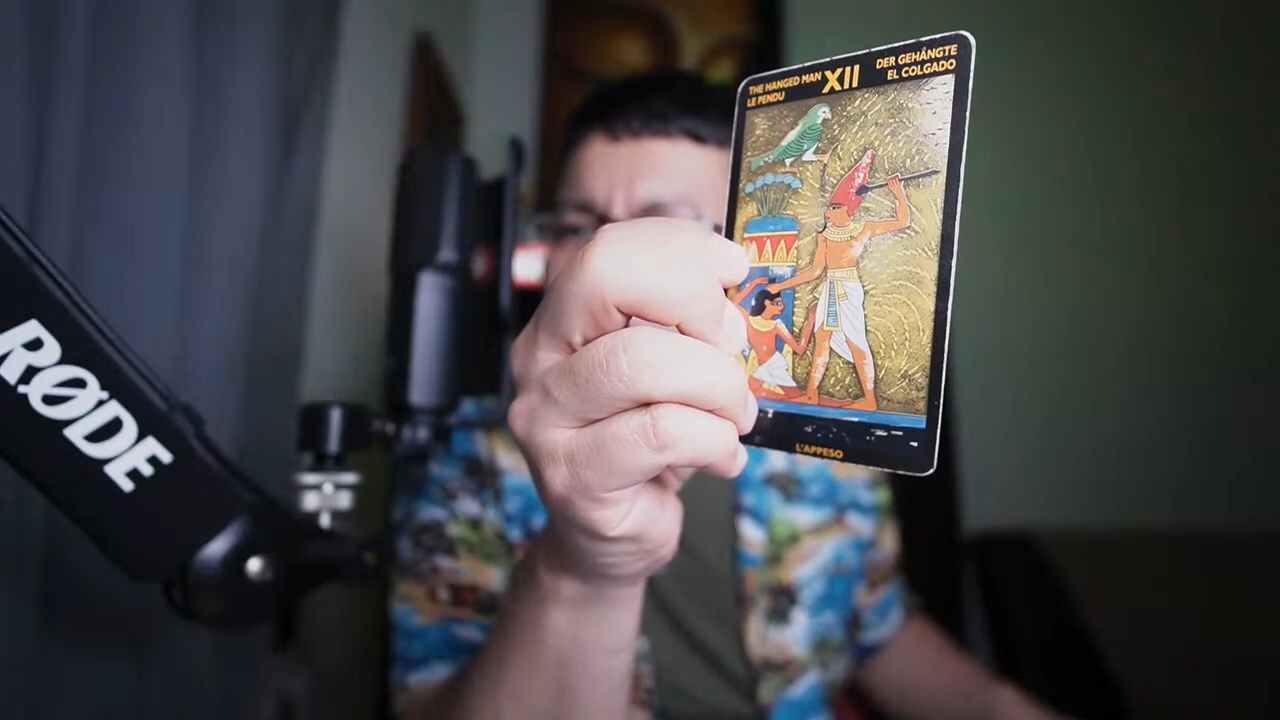 THE HANGED MAN
LE PENDU
XII
DER GEHÄNGTE
EL COLGADO
L'APPESO
RØDE